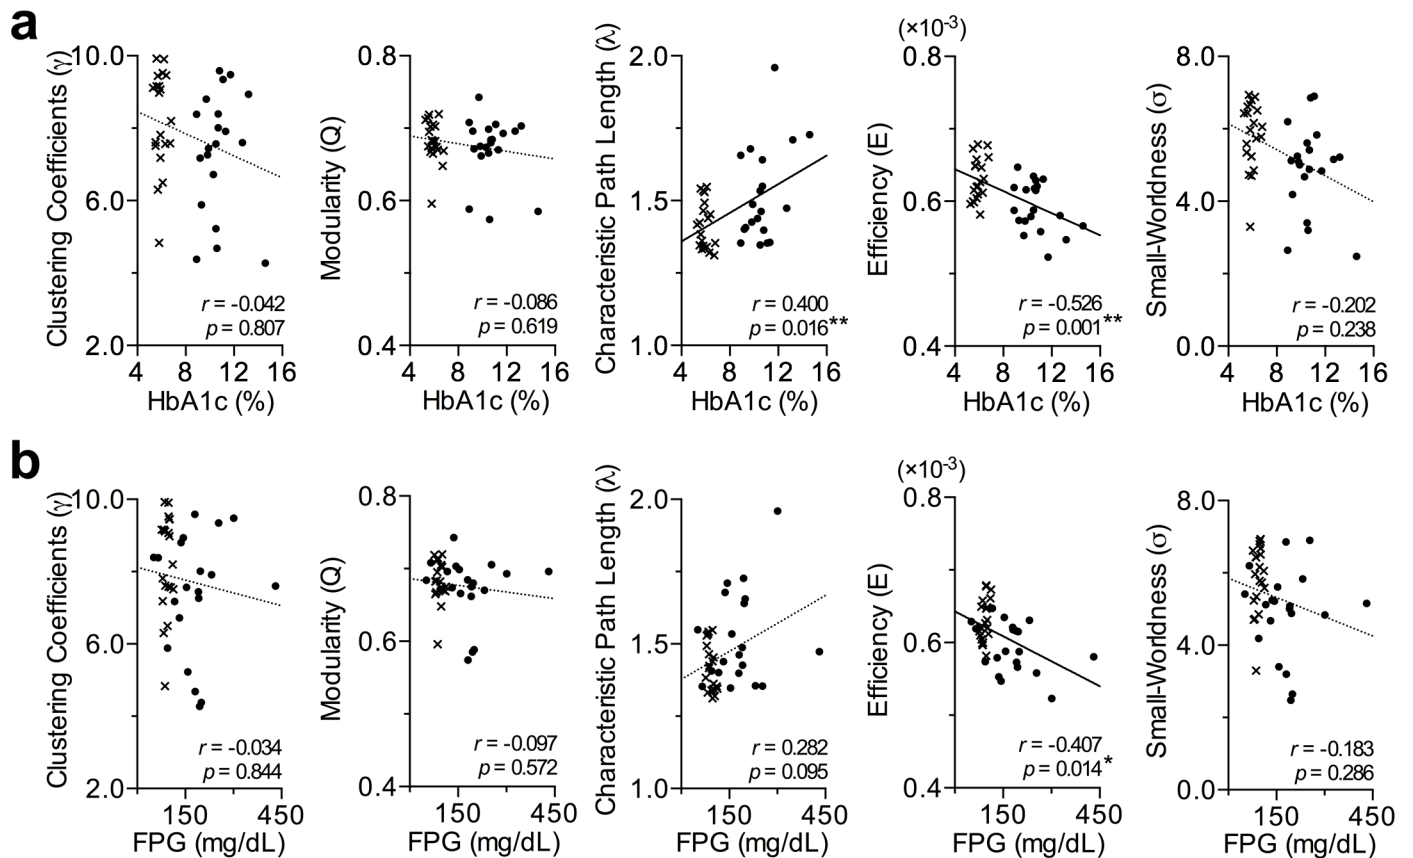 a
Clustering Coefficients (γ)
10.0
6.0
2.0
4 8 12 16
HbA1c (%)
r = -0.042
p = 0.807
Modularity (Q)
0.8
0.6
0.4
4 8 12 16
HbA1c (%)
r = -0.086
p = 0.619
Characteristic Path Length (λ)
2.0
1.5
1.0
4 8 12 16
HbA1c (%)
r = 0.400
p = 0.016**
(×10-3)
Efficiency (E)
0.8
0.6
0.4
4 8 12 16
HbA1c (%)
r = -0.526
p = 0.001**
Small-Worldness (σ)
8.0
4.0
0.0
4 8 12 16
HbA1c (%)
r = -0.202
p = 0.238
b
Clustering Coefficients (γ)
10.0
6.0
2.0
150 450
FPG (mg/dL)
r = -0.034
p = 0.844
Modularity (Q)
0.8
0.6
0.4
150 450
FPG (mg/dL)
r = -0.097
p = 0.572
Characteristic Path Length (λ)
2.0
1.5
1.0
150 450
FPG (mg/dL)
r = 0.282
p = 0.095
(×10-3)
Efficiency (E)
0.8
0.6
0.4
150 450
FPG (mg/dL)
r = -0.407
p = 0.014*
Small-Worldness (σ)
8.0
4.0
0.0
150 450
FPG (mg/dL)
r = -0.183
p = 0.286